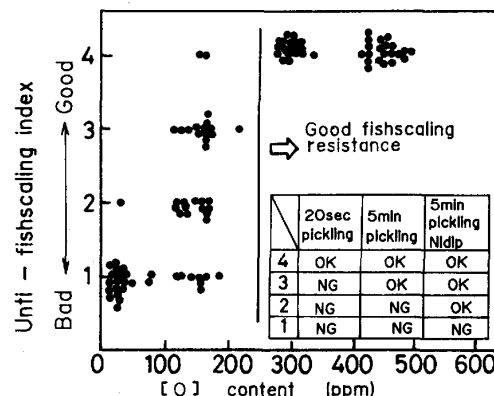 Unti - fishscaling index
Bad
Good
4
3
2
1
0 100 200 300 400 500 600
[O] content (ppm)
Good fishscaling
resistance
20sec pickling 5min pickling 5min pickling Nidip
4 OK OK OK
3 NG OK OK
2 NG NG OK
1 NG NG NG